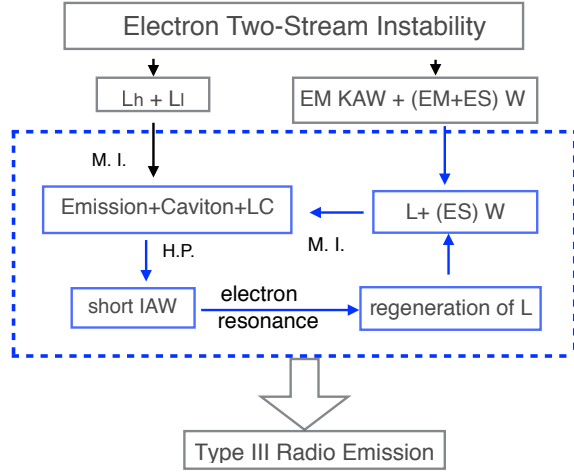 Electron Two-Stream Instability
Lh + Ll
EM KAW + (EM+ES) W
M. I.
Emission+Caviton+LC
L+ (ES) W
M. I.
H.P.
short IAW
electron
resonance
regeneration of L
Type III Radio Emission